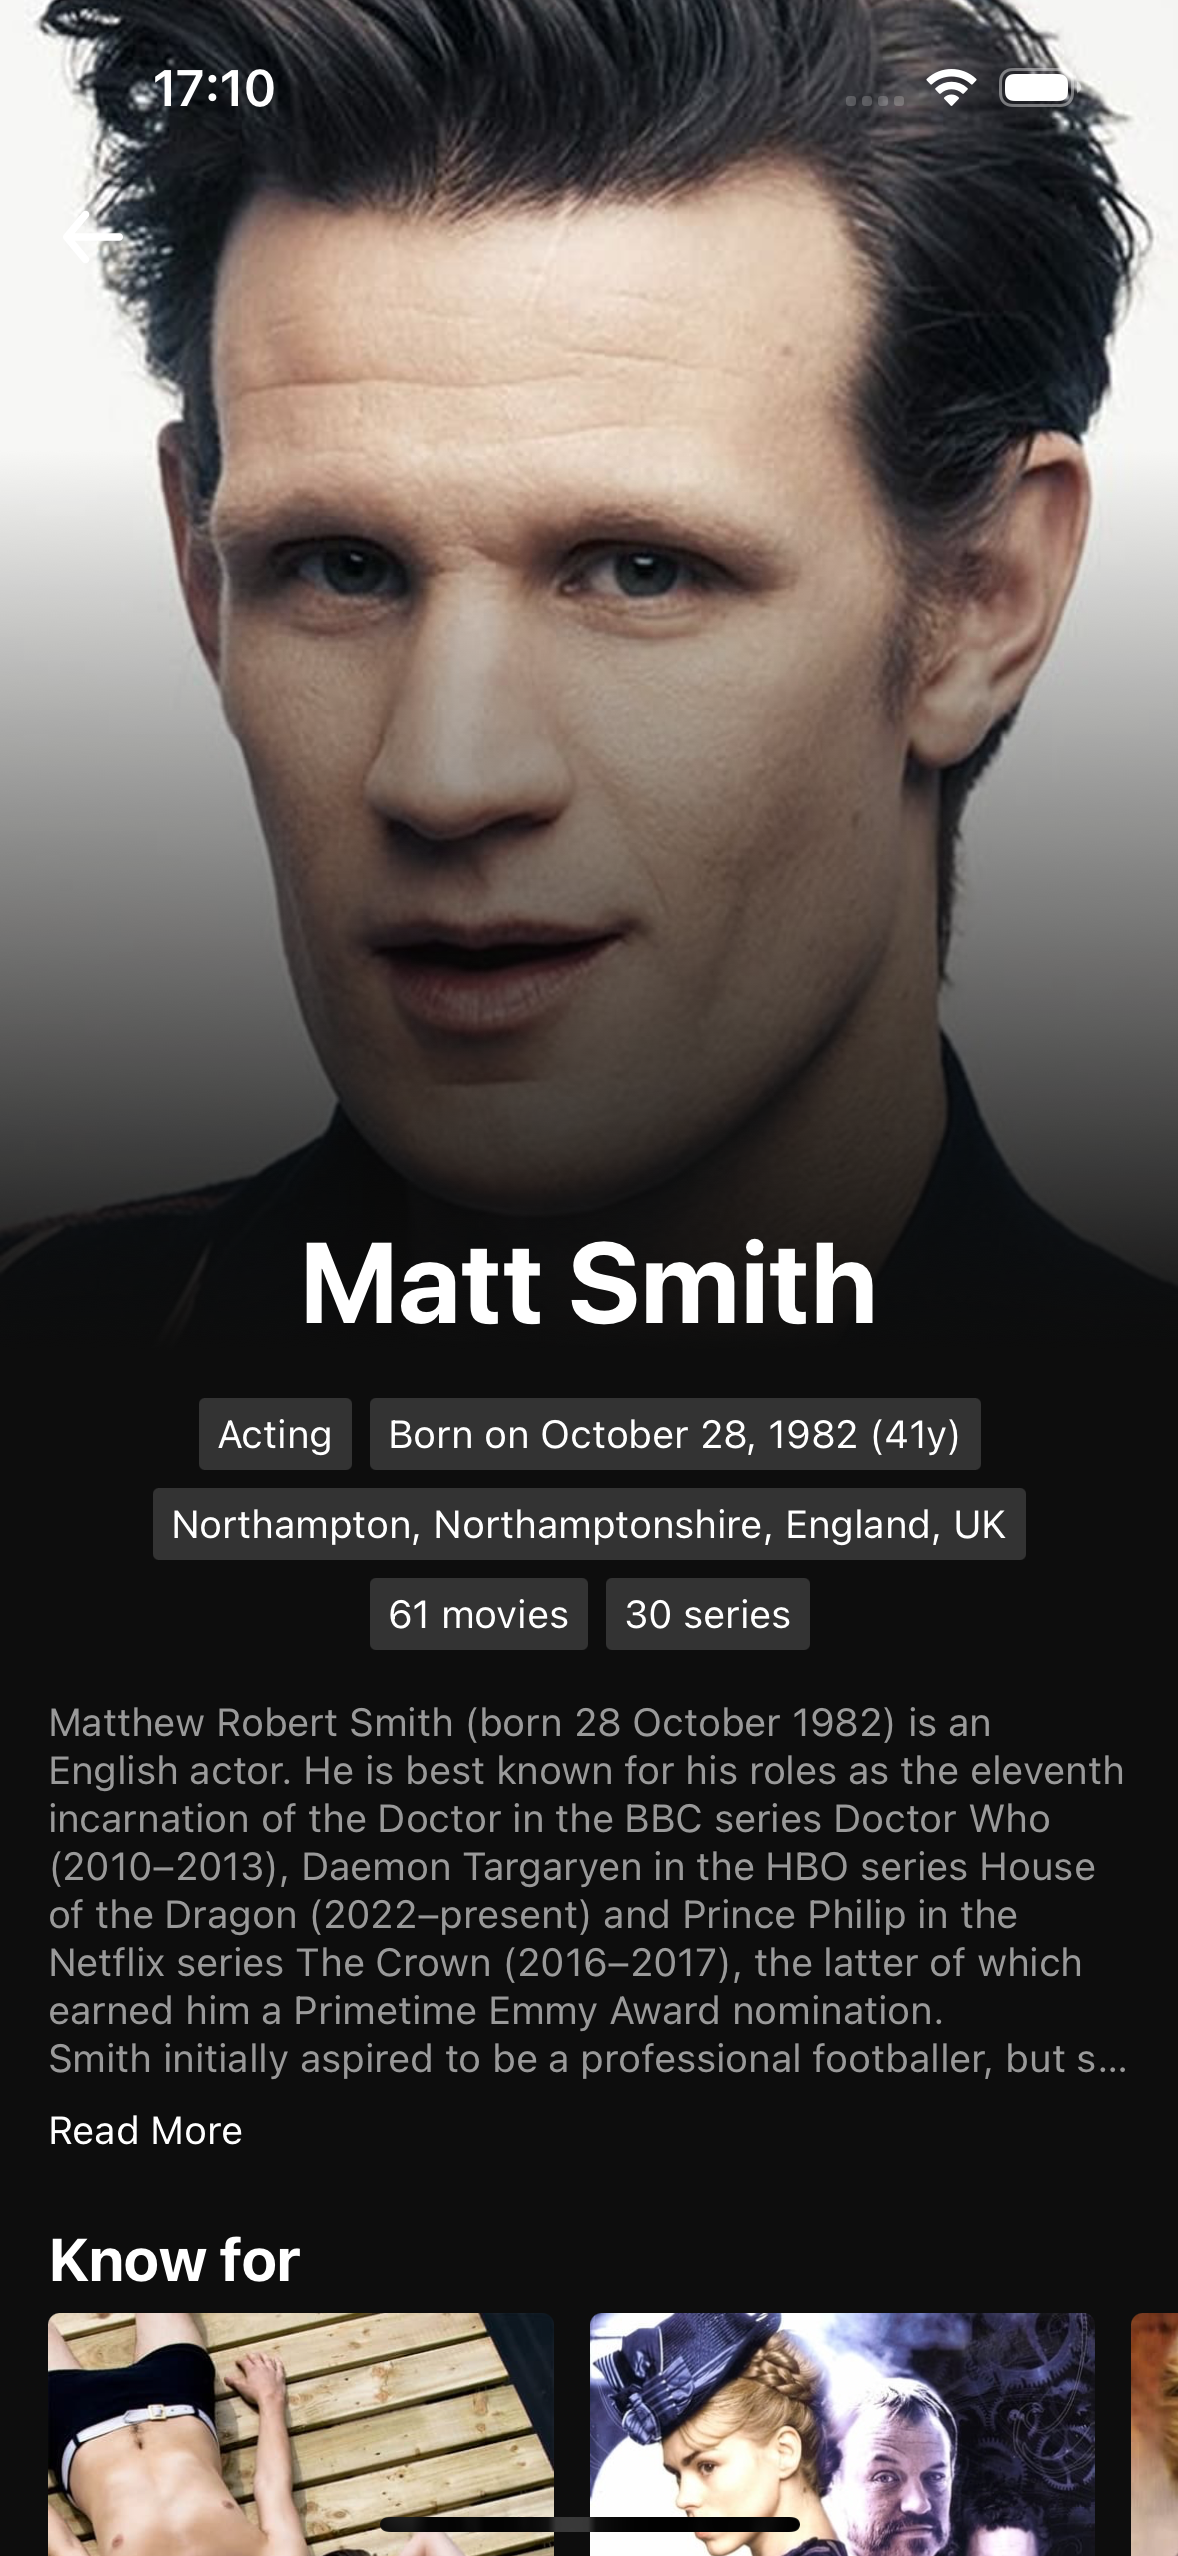 17:10
Matt Smith
Acting
Born on October 28, 1982 (41y)
Northampton, Northamptonshire, England, UK
61 movies
30 series
Matthew Robert Smith (born 28 October 1982) is an
English actor. He is best known for his roles as the eleventh
incarnation of the Doctor in the BBC series Doctor Who
(2010–2013), Daemon Targaryen in the HBO series House
of the Dragon (2022–present) and Prince Philip in the
Netflix series The Crown (2016–2017), the latter of which
earned him a Primetime Emmy Award nomination.
Smith initially aspired to be a professional footballer, but s...
Read More
Know for